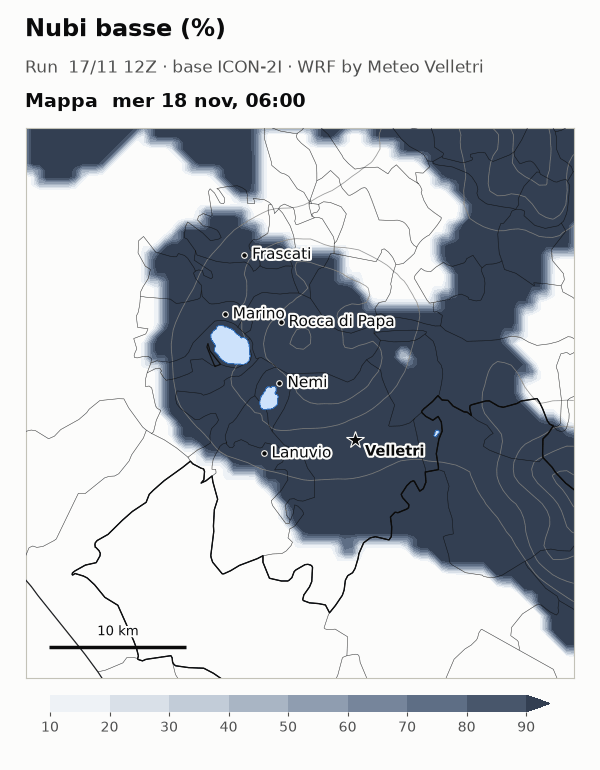 Nubi basse (%)
Run  17/11 12Z · base ICON-2I · WRF by Meteo Velletri
Mappa  mer 18 nov, 06:00
Frascati
Marino
Rocca di Papa
Nemi
Velletri
Lanuvio
10 km
10 20 30 40 50 60 70 80 90